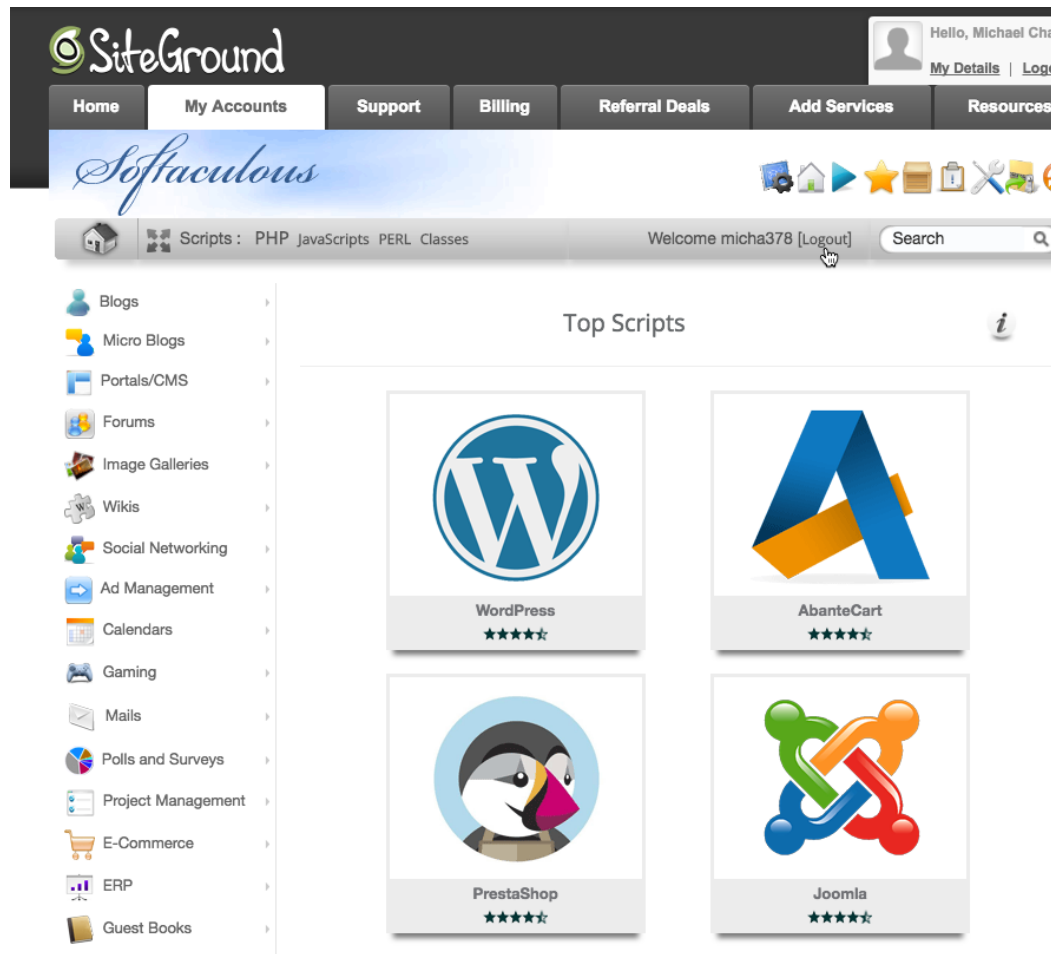 SiteGround
Hello, Michael Cha
My Details | Logo
Home My Accounts Support Billing Referral Deals Add Services Resources
Softaculous
Scripts : PHP JavaScripts PERL Classes Welcome micha378 [Logout] Search
Blogs
Micro Blogs
Portals/CMS
Forums
Image Galleries
Wikis
Social Networking
Ad Management
Calendars
Gaming
Mails
Polls and Surveys
Project Management
E-Commerce
ERP
Guest Books
Top Scripts
WordPress
AbanteCart
PrestaShop
Joomla